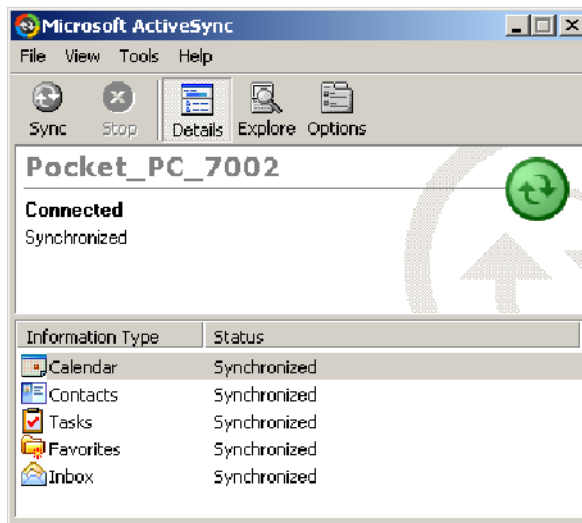 Microsoft ActiveSync
File View Tools Help
Sync Stop Details Explore Options
Pocket_PC_7002
Connected
Synchronized
Information Type Status
Calendar Synchronized
Contacts Synchronized
Tasks Synchronized
Favorites Synchronized
Inbox Synchronized